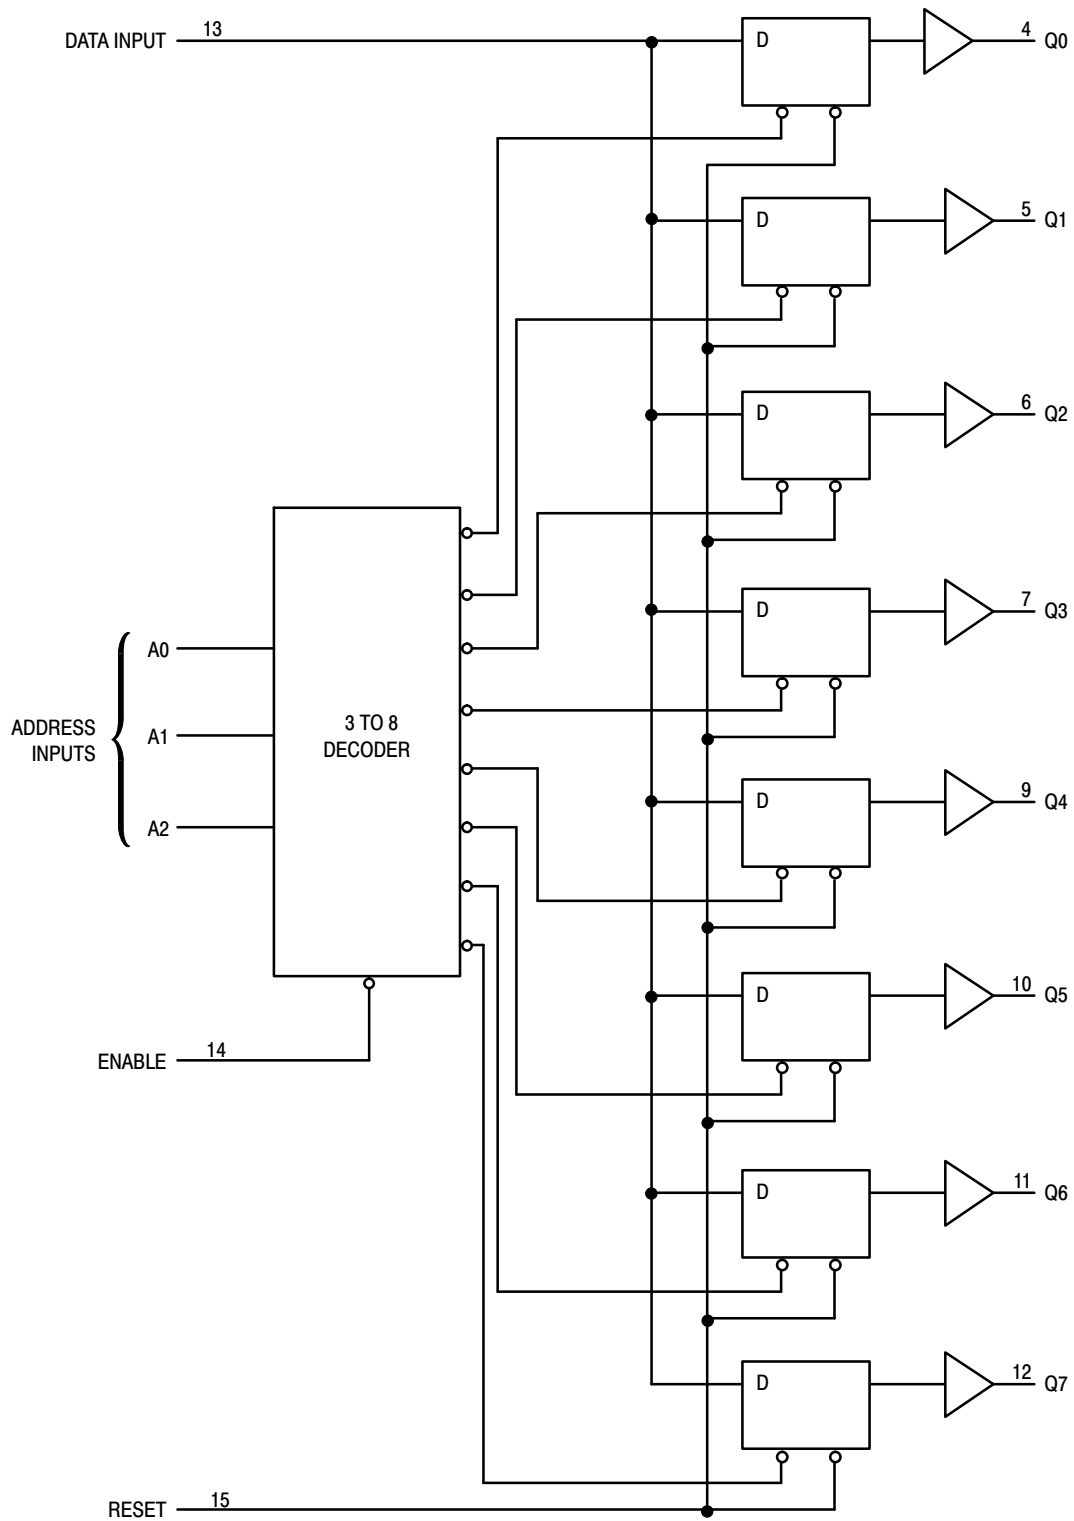 DATA INPUT 13 D 4 Q0
D 5 Q1
D 6 Q2
D 7 Q3
A0
ADDRESS INPUTS
A1
3 TO 8 DECODER
D 9 Q4
A2
D 10 Q5
ENABLE 14
D 11 Q6
D 12 Q7
RESET 15